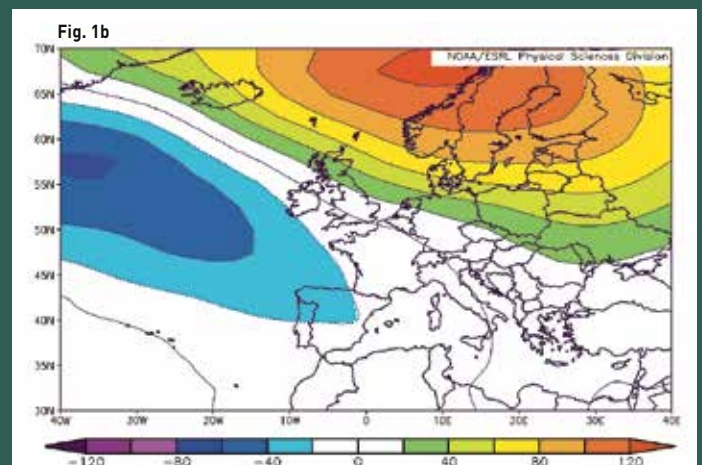 Fig. 1b
NOAA/ESRL Physical Sciences Division
70N
65N
60N
55N
50N
45N
40N
35N
30N
40W 30W 20W 10W 0 10E 20E 30E 40E
-120 -80 -40 0 40 80 120